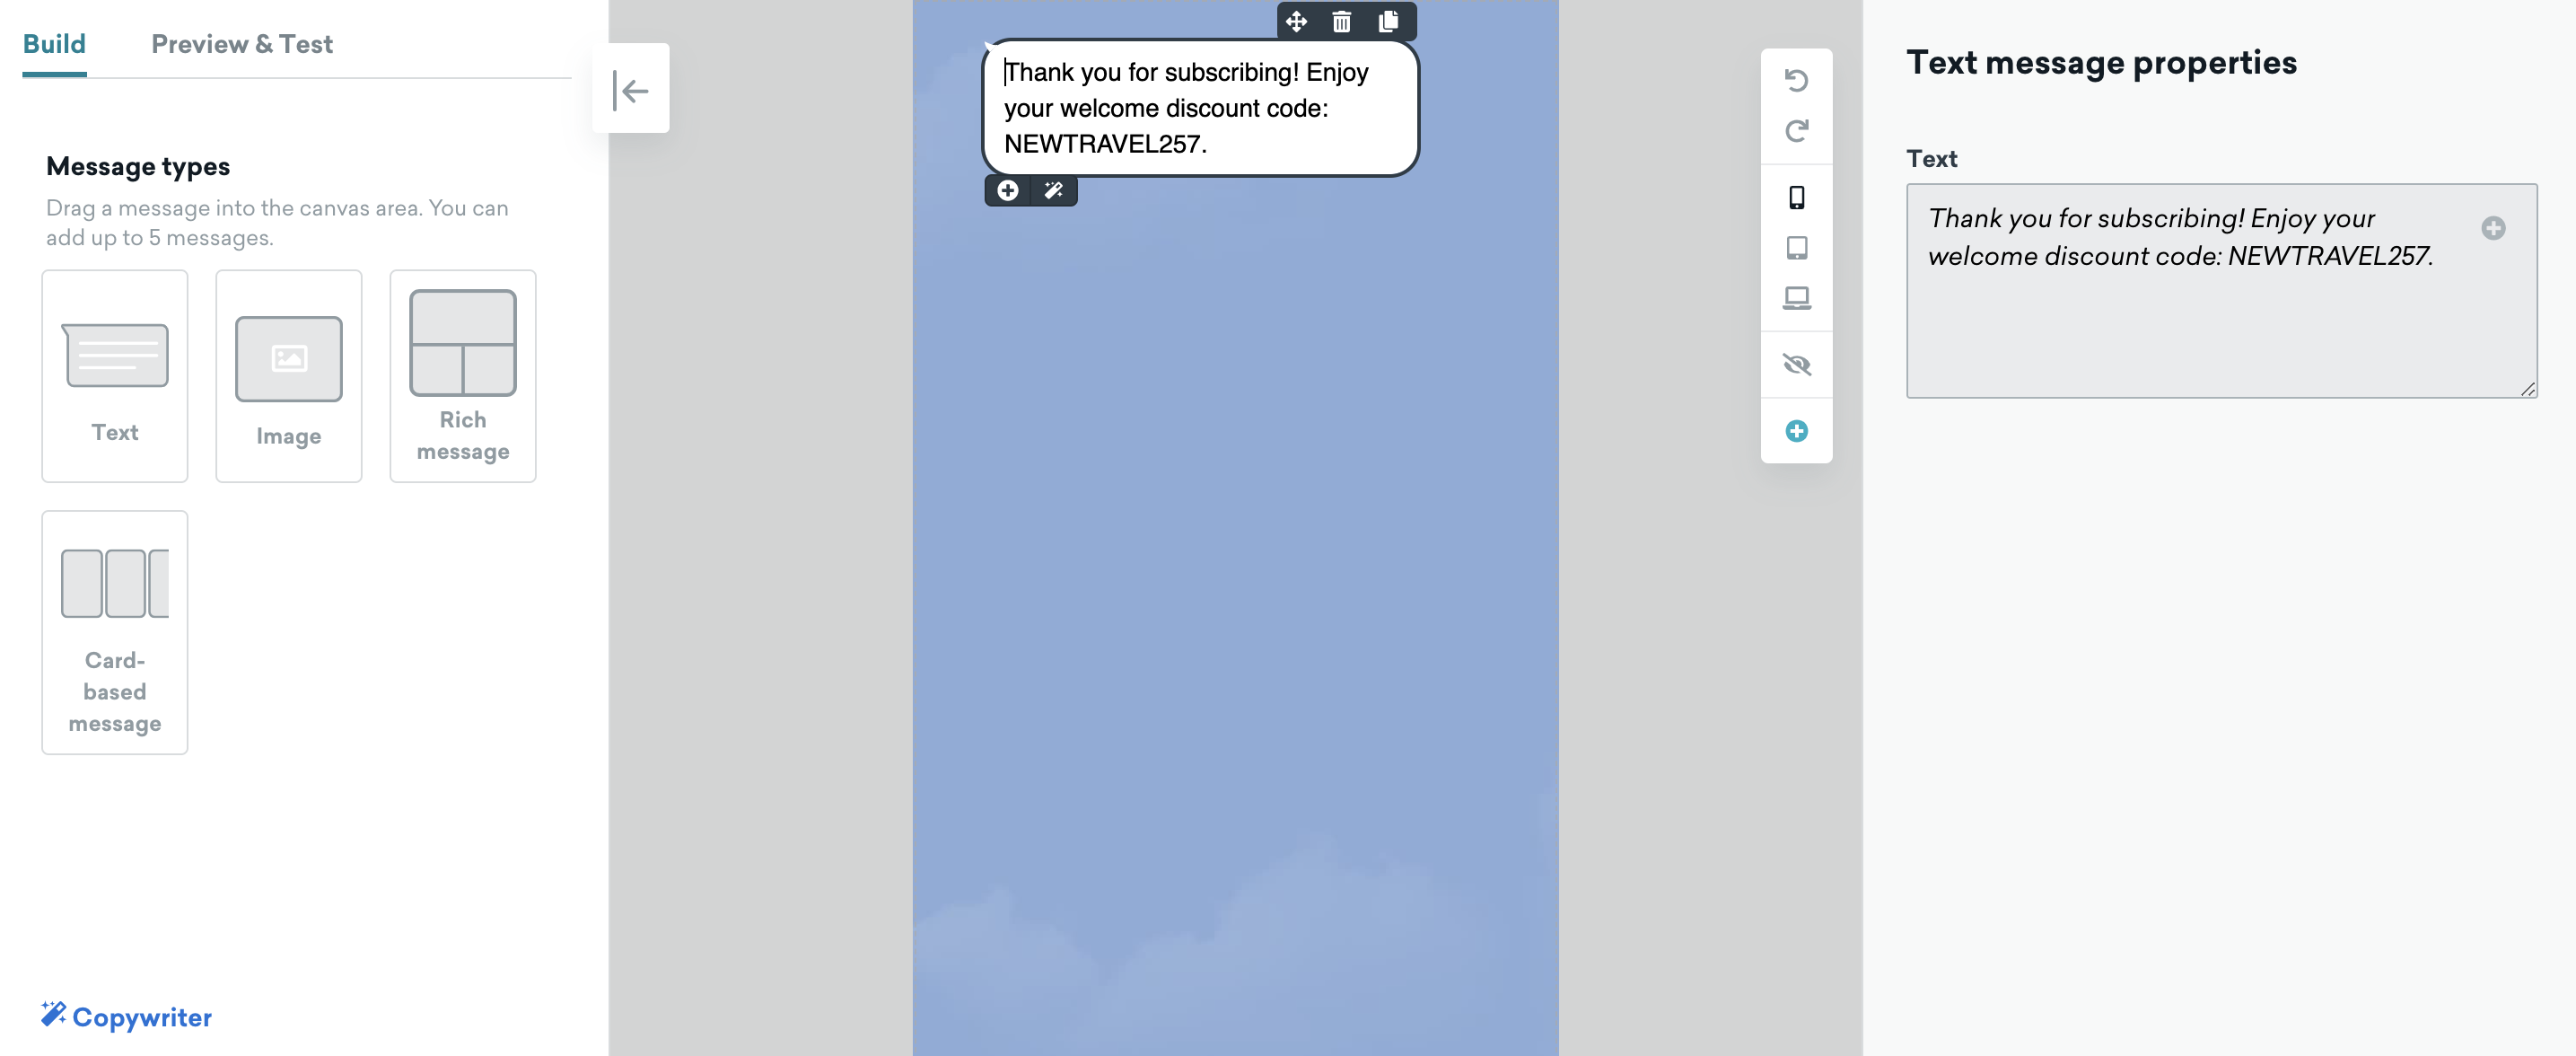 Build
Preview & Test
Message types
Drag a message into the canvas area. You can
add up to 5 messages.
Text
Image
Rich
message
Card-
based
message
Copywriter
Thank you for subscribing! Enjoy
your welcome discount code:
NEWTRAVEL257.
Text message properties
Text
Thank you for subscribing! Enjoy your
welcome discount code: NEWTRAVEL257.